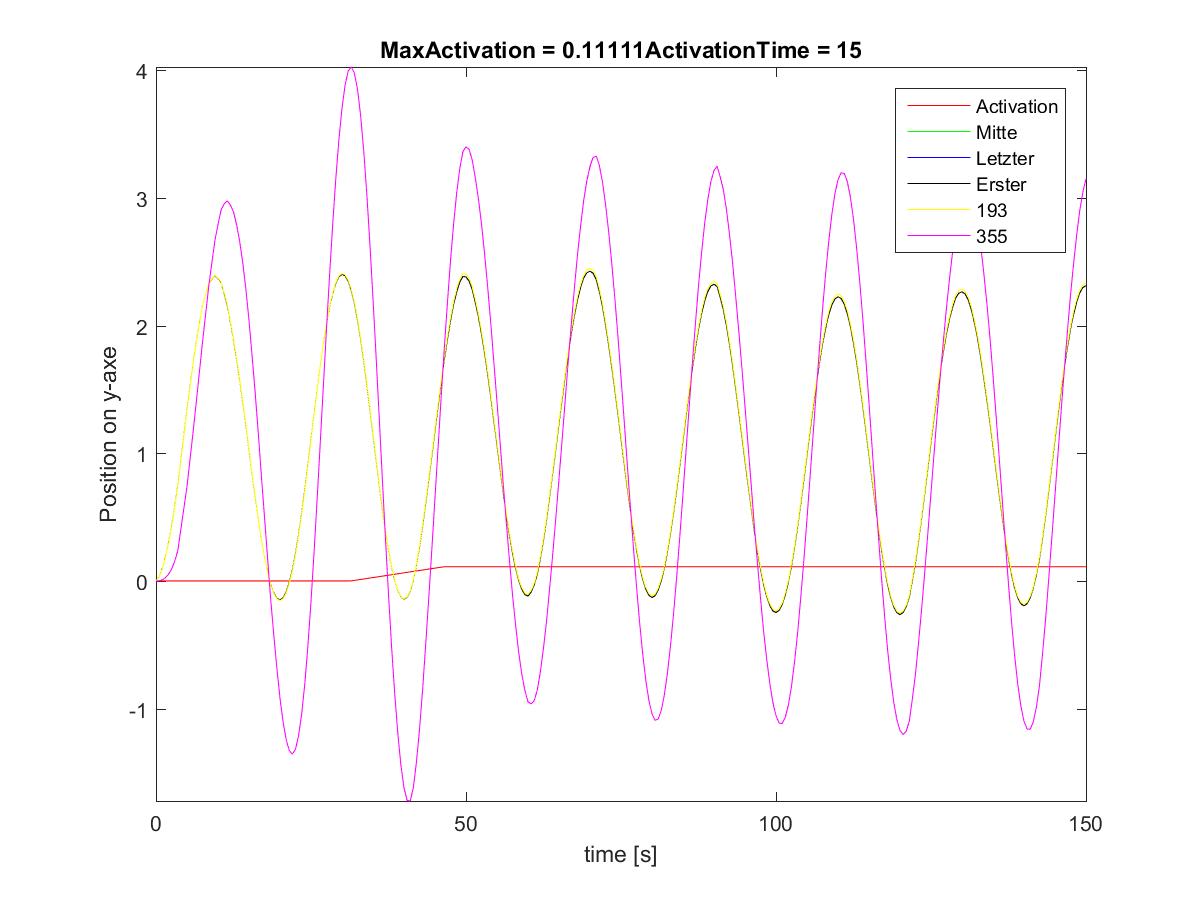 MaxActivation = 0.11111ActivationTime = 15
4
3
2
1
0
-1
Position on y-axe
Activation
Mitte
Letzter
Erster
193
355
0
50
100
150
time [s]